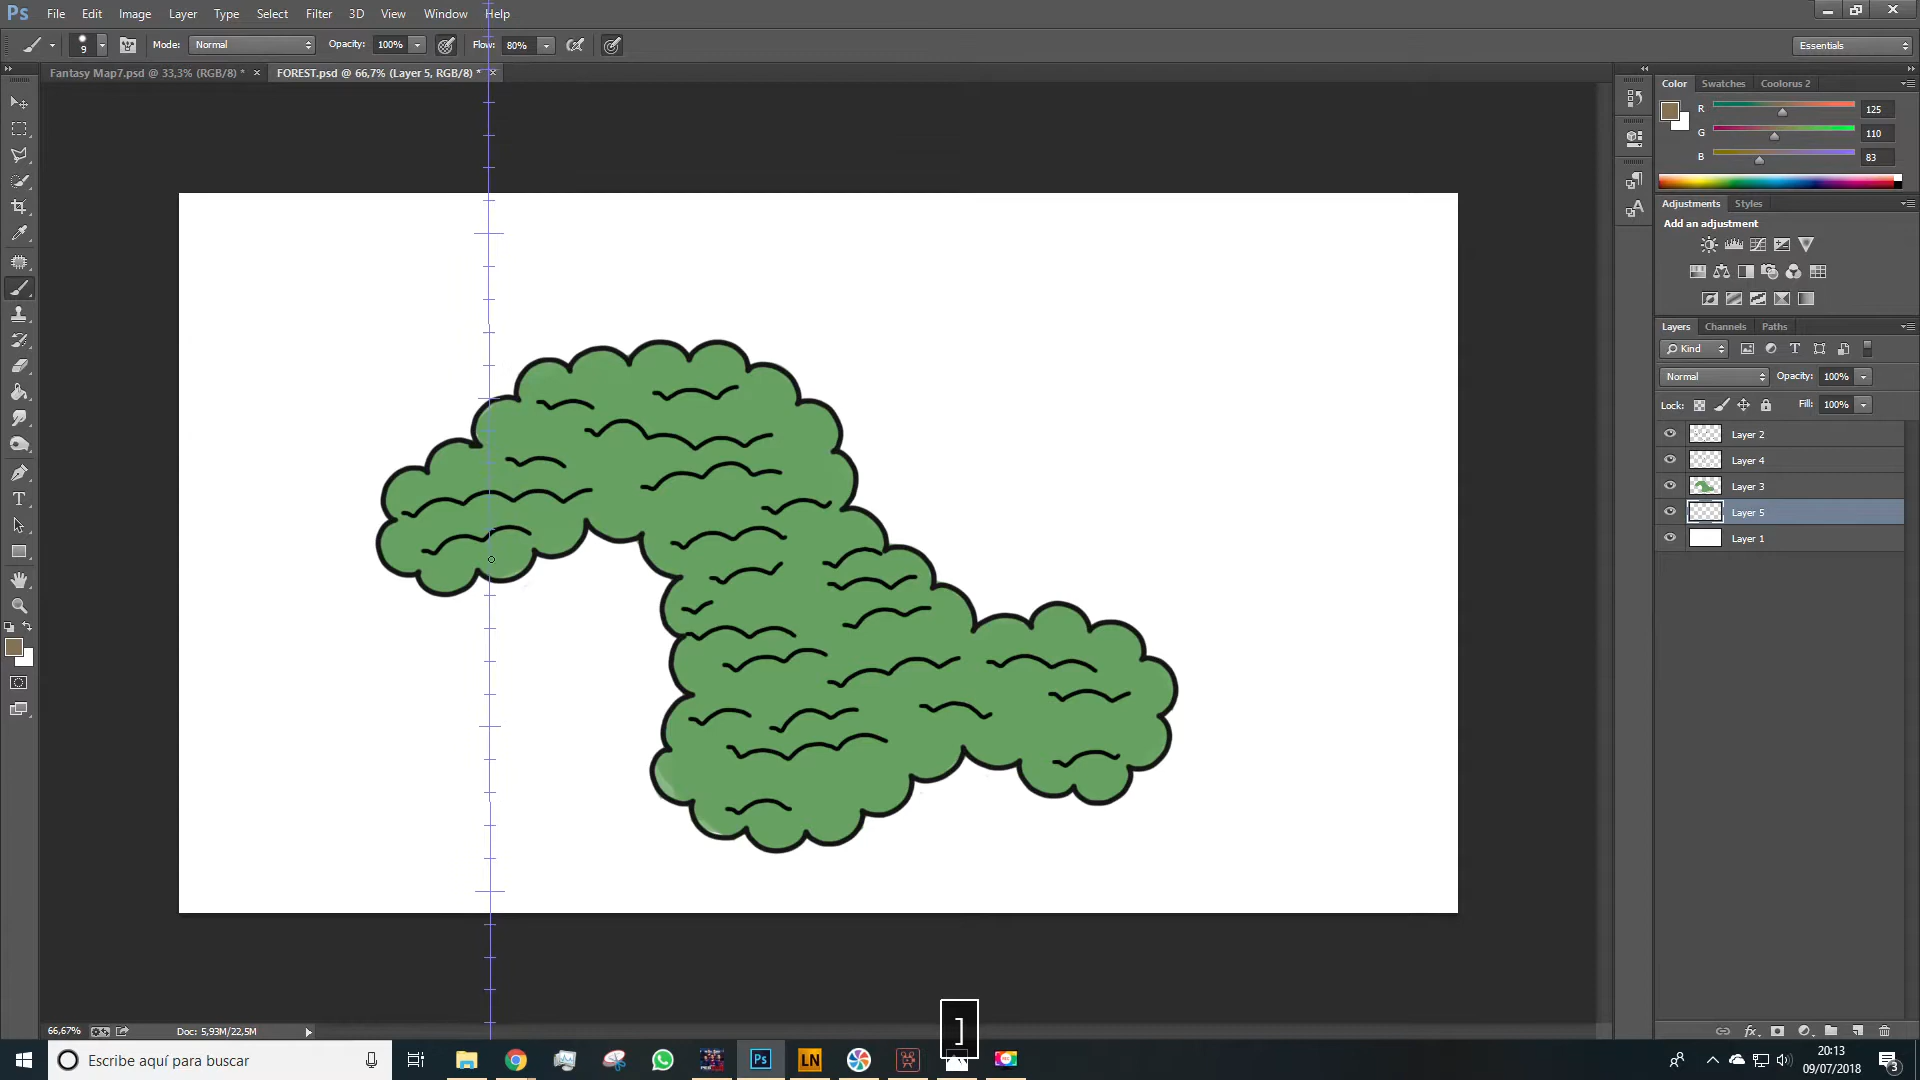 Ps File Edit Image Layer Type Select Filter 3D View Window Help
9 Mode: Normal Opacity: 100% Flow: 80% Essentials
Fantasy Map7.psd @ 33,3% (RGB/8) * × FOREST.psd @ 66,7% (Layer 5, RGB/8) * ×
Color Swatches Coolorus 2
R 125
G 110
B 83
Adjustments Styles
Add an adjustment
Layers Channels Paths
Kind
Normal Opacity: 100%
Lock: Fill: 100%
Layer 2
Layer 4
Layer 3
Layer 5
Layer 1
66,67% Doc: 5,93M/22,5M
]
Escribe aquí para buscar
Ps LN
20:13
09/07/2018
3